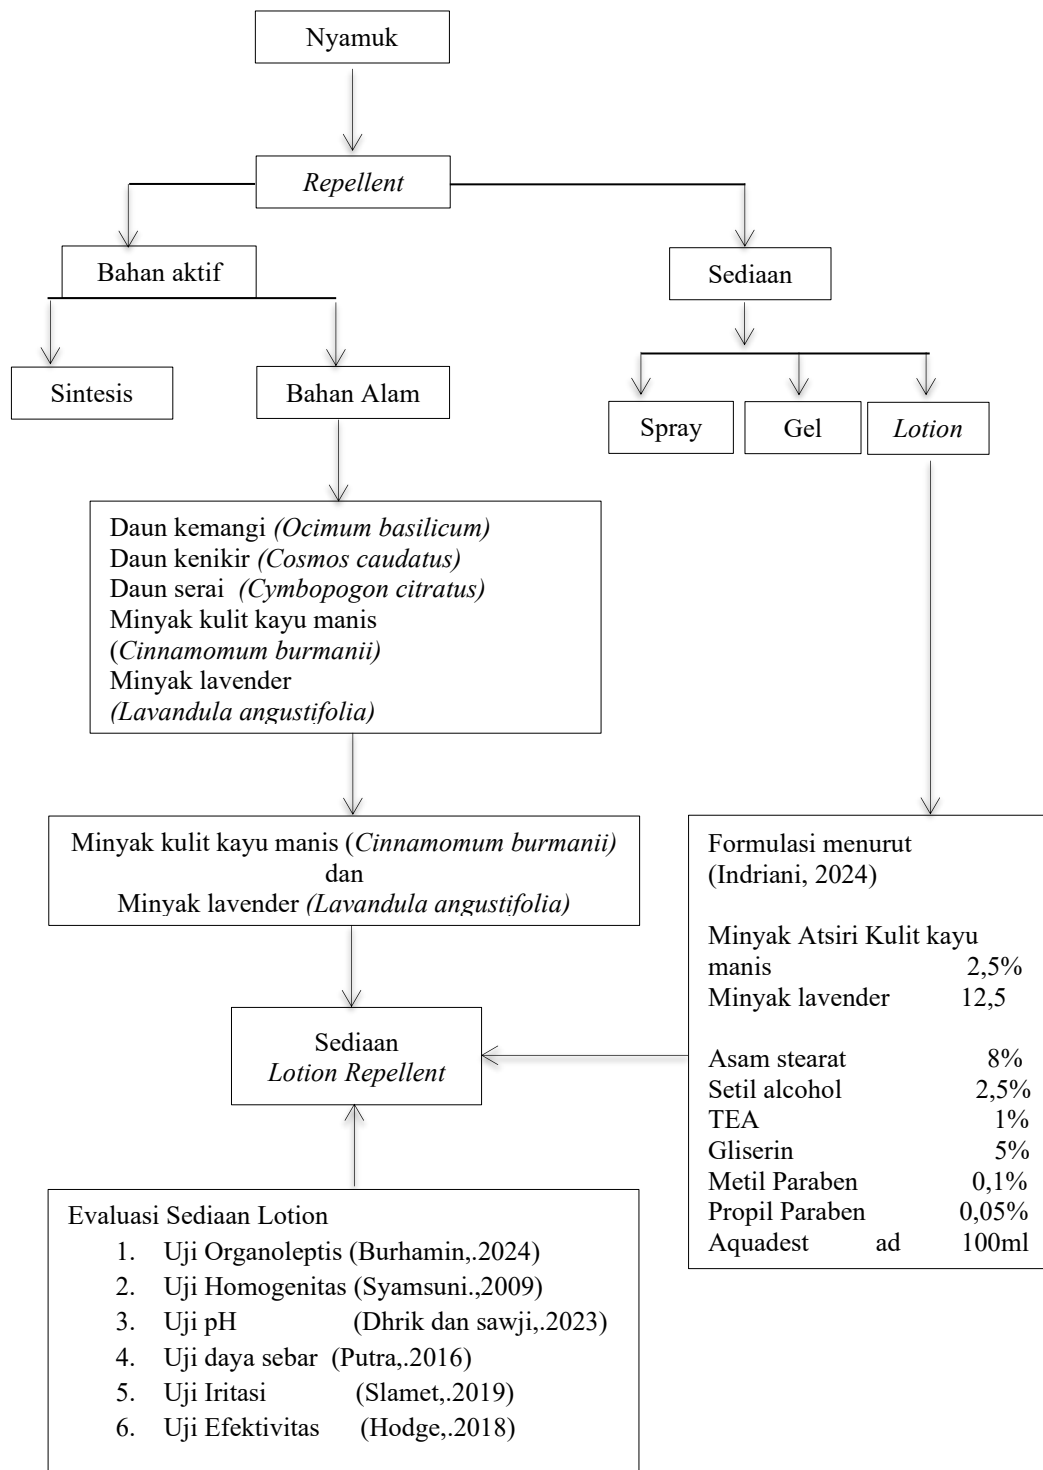 Nyamuk
Repellent
Bahan aktif
Sediaan
Sintesis
Bahan Alam
Spray
Gel
Lotion
Daun kemangi (Ocimum basilicum)
Daun kenikir (Cosmos caudatus)
Daun serai (Cymbopogon citratus)
Minyak kulit kayu manis
(Cinnamomum burmanii)
Minyak lavender
(Lavandula angustifolia)
Minyak kulit kayu manis (Cinnamomum burmanii)
dan
Minyak lavender (Lavandula angustifolia)
Formulasi menurut
(Indriani, 2024)
Minyak Atsiri Kulit kayu
manis 2,5%
Minyak lavender 12,5
Asam stearat 8%
Setil alcohol 2,5%
TEA 1%
Gliserin 5%
Metil Paraben 0,1%
Propil Paraben 0,05%
Aquadest ad 100ml
Sediaan
Lotion Repellent
Evaluasi Sediaan Lotion
1. Uji Organoleptis (Burhamin,.2024)
2. Uji Homogenitas (Syamsuni.,2009)
3. Uji pH (Dhrik dan sawji,.2023)
4. Uji daya sebar (Putra,.2016)
5. Uji Iritasi (Slamet,.2019)
6. Uji Efektivitas (Hodge,.2018)